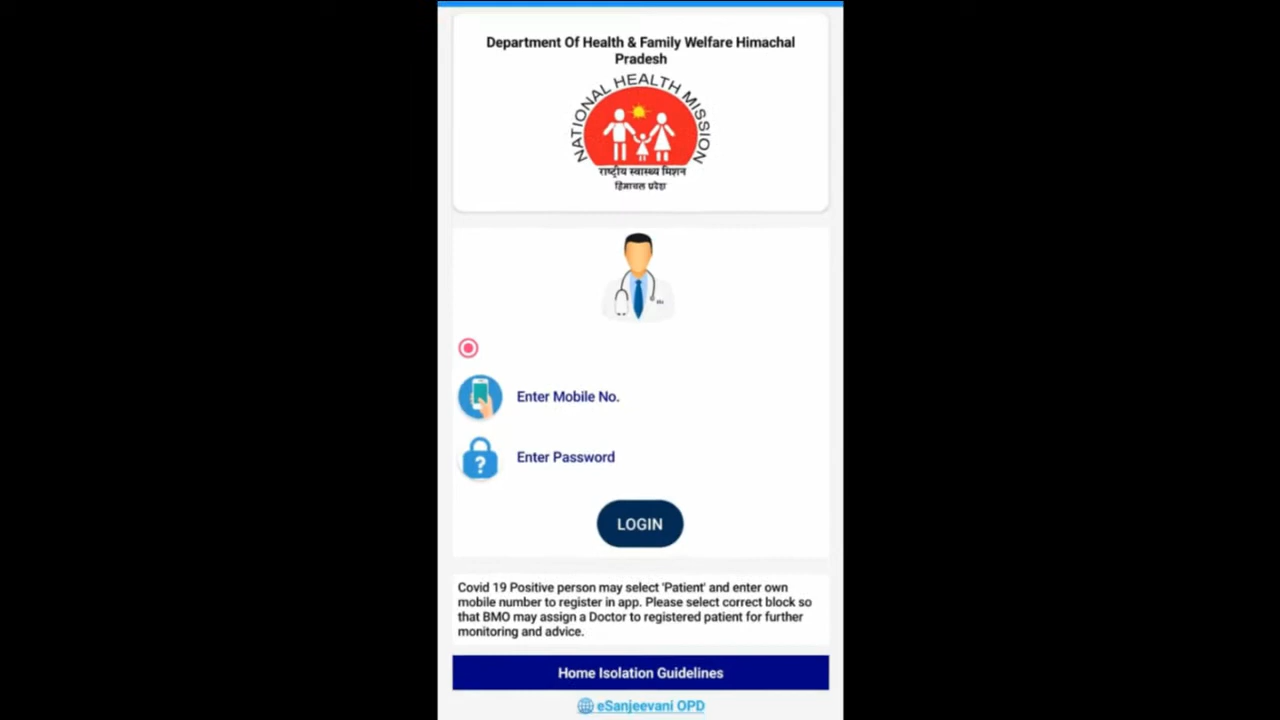 Department Of Health & Family Welfare Himachal
Pradesh
NATIONAL HEALTH MISSION
राष्ट्रीय स्वास्थ्य मिशन
हिमाचल प्रदेश
Enter Mobile No.
?
Enter Password
LOGIN
Covid 19 Positive person may select 'Patient' and enter own
mobile number to register in app. Please select correct block so
that BMO may assign a Doctor to registered patient for further
monitoring and advice.
Home Isolation Guidelines
eSanjeevani OPD